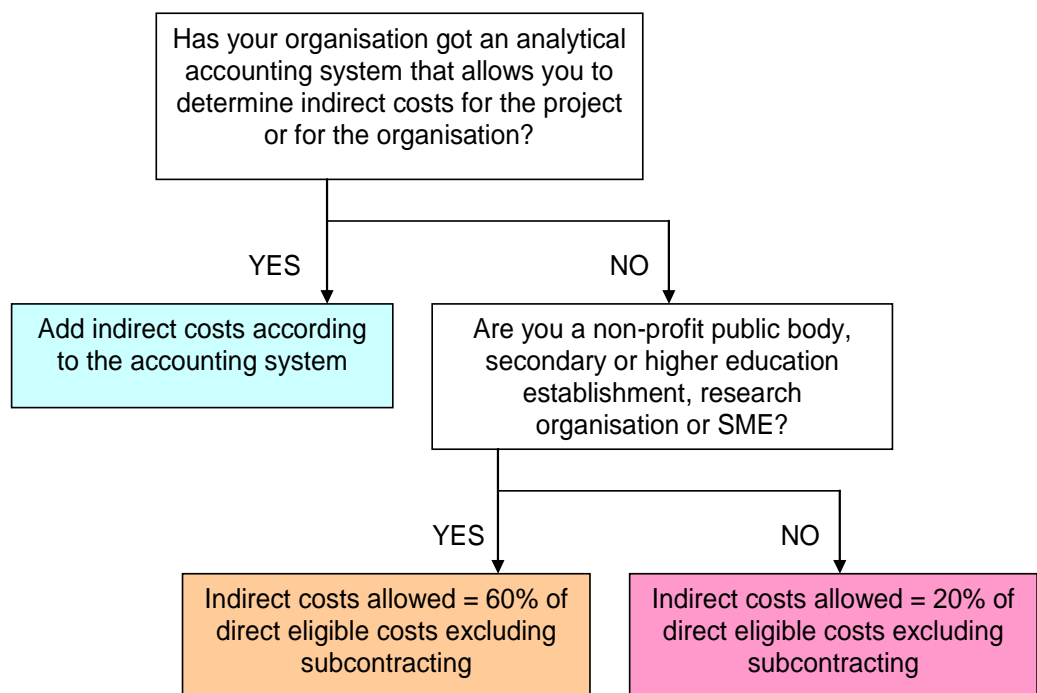 Has your organisation got an analytical
accounting system that allows you to
determine indirect costs for the project
or for the organisation?
YES
NO
Add indirect costs according
to the accounting system
Are you a non-profit public body,
secondary or higher education
establishment, research
organisation or SME?
YES
NO
Indirect costs allowed = 60% of
direct eligible costs excluding
subcontracting
Indirect costs allowed = 20% of
direct eligible costs excluding
subcontracting